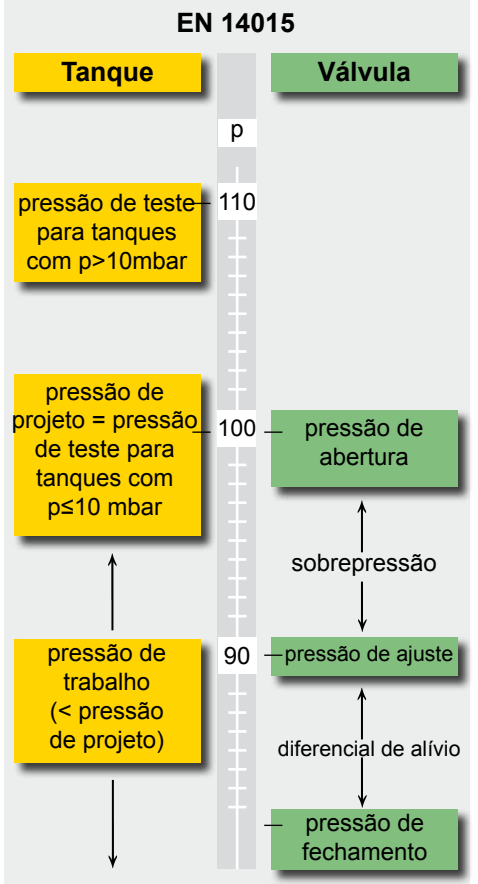 EN 14015
Tanque
Válvula
p
pressão de teste
para tanques
com p>10mbar
110
pressão de
projeto = pressão
de teste para
tanques com
p≤10 mbar
100
pressão de
abertura
sobrepressão
pressão de
trabalho
(< pressão
de projeto)
90
pressão de ajuste
diferencial de alívio
pressão de
fechamento